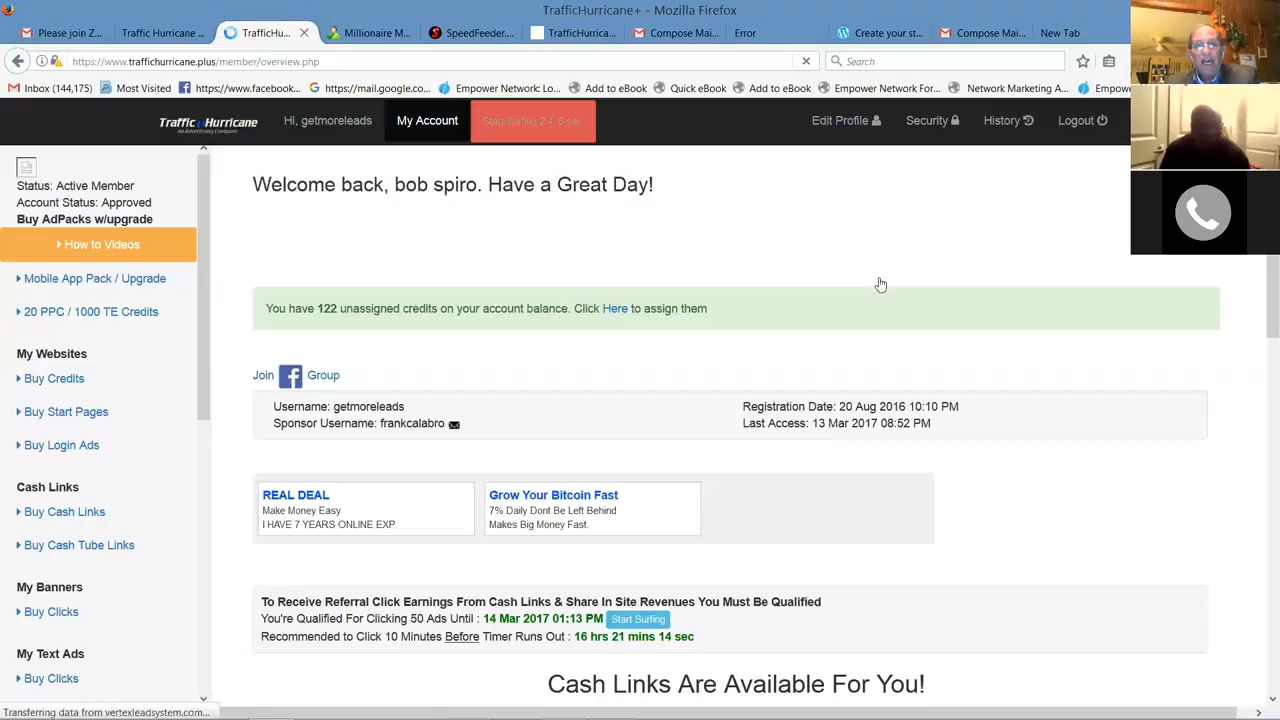 TrafficHurricane+ - Mozilla Firefox
Please join Z...
Traffic Hurricane ...
TrafficHu...
Millionaire M...
SpeedFeeder...
TrafficHurrica...
Compose Mai...
Error
Create your st...
Compose Mai...
New Tab
https://www.traffichurricane.plus/member/overview.php
Search
Inbox (144,175)
Most Visited
https://www.facebook...
https://mail.google.co...
Empower Network: Lo...
Add to eBook
Quick eBook
Add to eBook
Empower Network For...
Network Marketing A...
Empowe
Traffic Hurricane
An Advertising Company
Hi, getmoreleads
My Account
Edit Profile
Security
History
Logout
Status: Active Member
Account Status: Approved
Buy AdPacks w/upgrade
How to Videos
Mobile App Pack / Upgrade
20 PPC / 1000 TE Credits
My Websites
Buy Credits
Buy Start Pages
Buy Login Ads
Cash Links
Buy Cash Links
Buy Cash Tube Links
My Banners
Buy Clicks
My Text Ads
Buy Clicks
Welcome back, bob spiro. Have a Great Day!
You have 122 unassigned credits on your account balance. Click Here to assign them
Join f Group
Username: getmoreleads
Sponsor Username: frankcalabro
Registration Date: 20 Aug 2016 10:10 PM
Last Access: 13 Mar 2017 08:52 PM
REAL DEAL
Make Money Easy
I HAVE 7 YEARS ONLINE EXP
Grow Your Bitcoin Fast
7% Daily Dont Be Left Behind
Makes Big Money Fast.
To Receive Referral Click Earnings From Cash Links & Share In Site Revenues You Must Be Qualified
You're Qualified For Clicking 50 Ads Until : 14 Mar 2017 01:13 PM Start Surfing
Recommended to Click 10 Minutes Before Timer Runs Out : 16 hrs 21 mins 14 sec
Cash Links Are Available For You!
Transferring data from vertexleadsystem.com...